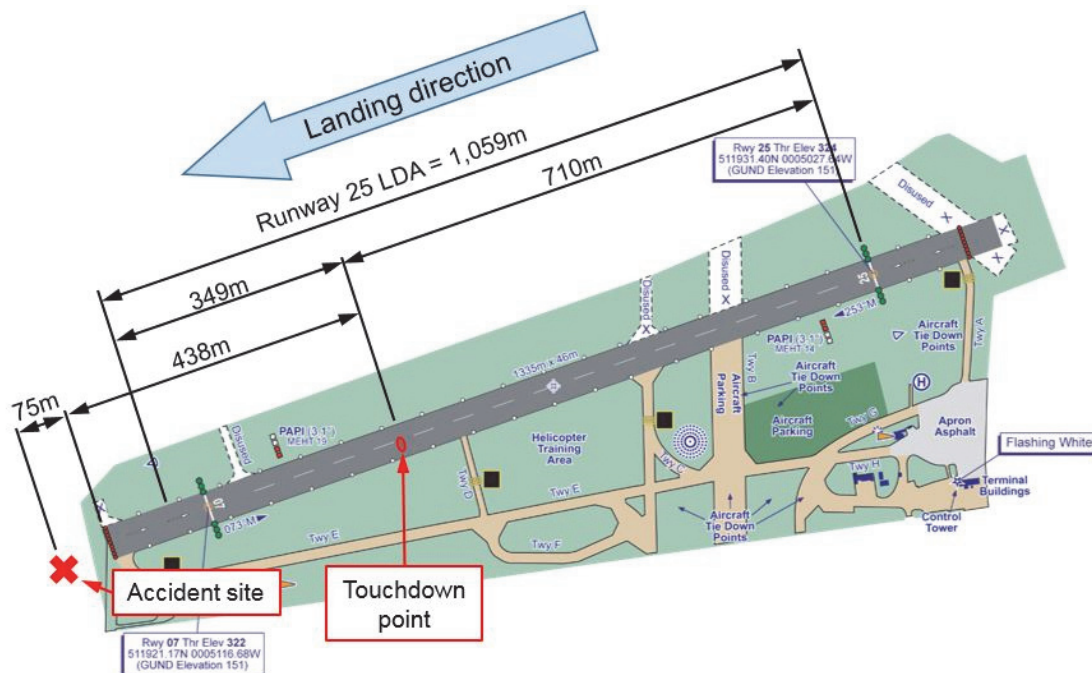 Landing direction
Runway 25 LDA = 1,059m
710m
349m
438m
75m
Rwy 25 Thr Elev 324
511931.40N 0005027.64W
(GUND Elevation 151)
Disused
X
X
X
Disused
X
Disused
X
25
253°M
PAPI (3·1°)
MEHT 14
Aircraft
Tie Down
Points
Twy A
1335m x 46m
Aircraft
Parking
Twy B
Aircraft
Tie Down
Points
Aircraft
Parking
H
Twy G
Apron
Asphalt
Flashing White
PAPI (3·1°)
MEHT 19
Disused
Helicopter
Training
Area
Twy C
Twy H
Terminal
Buildings
Control
Tower
Twy D
Twy E
X
07
073°M
Twy E
Twy F
Aircraft
Tie Down
Points
Accident site
Touchdown
point
Rwy 07 Thr Elev 322
511921.17N 0005116.68W
(GUND Elevation 151)